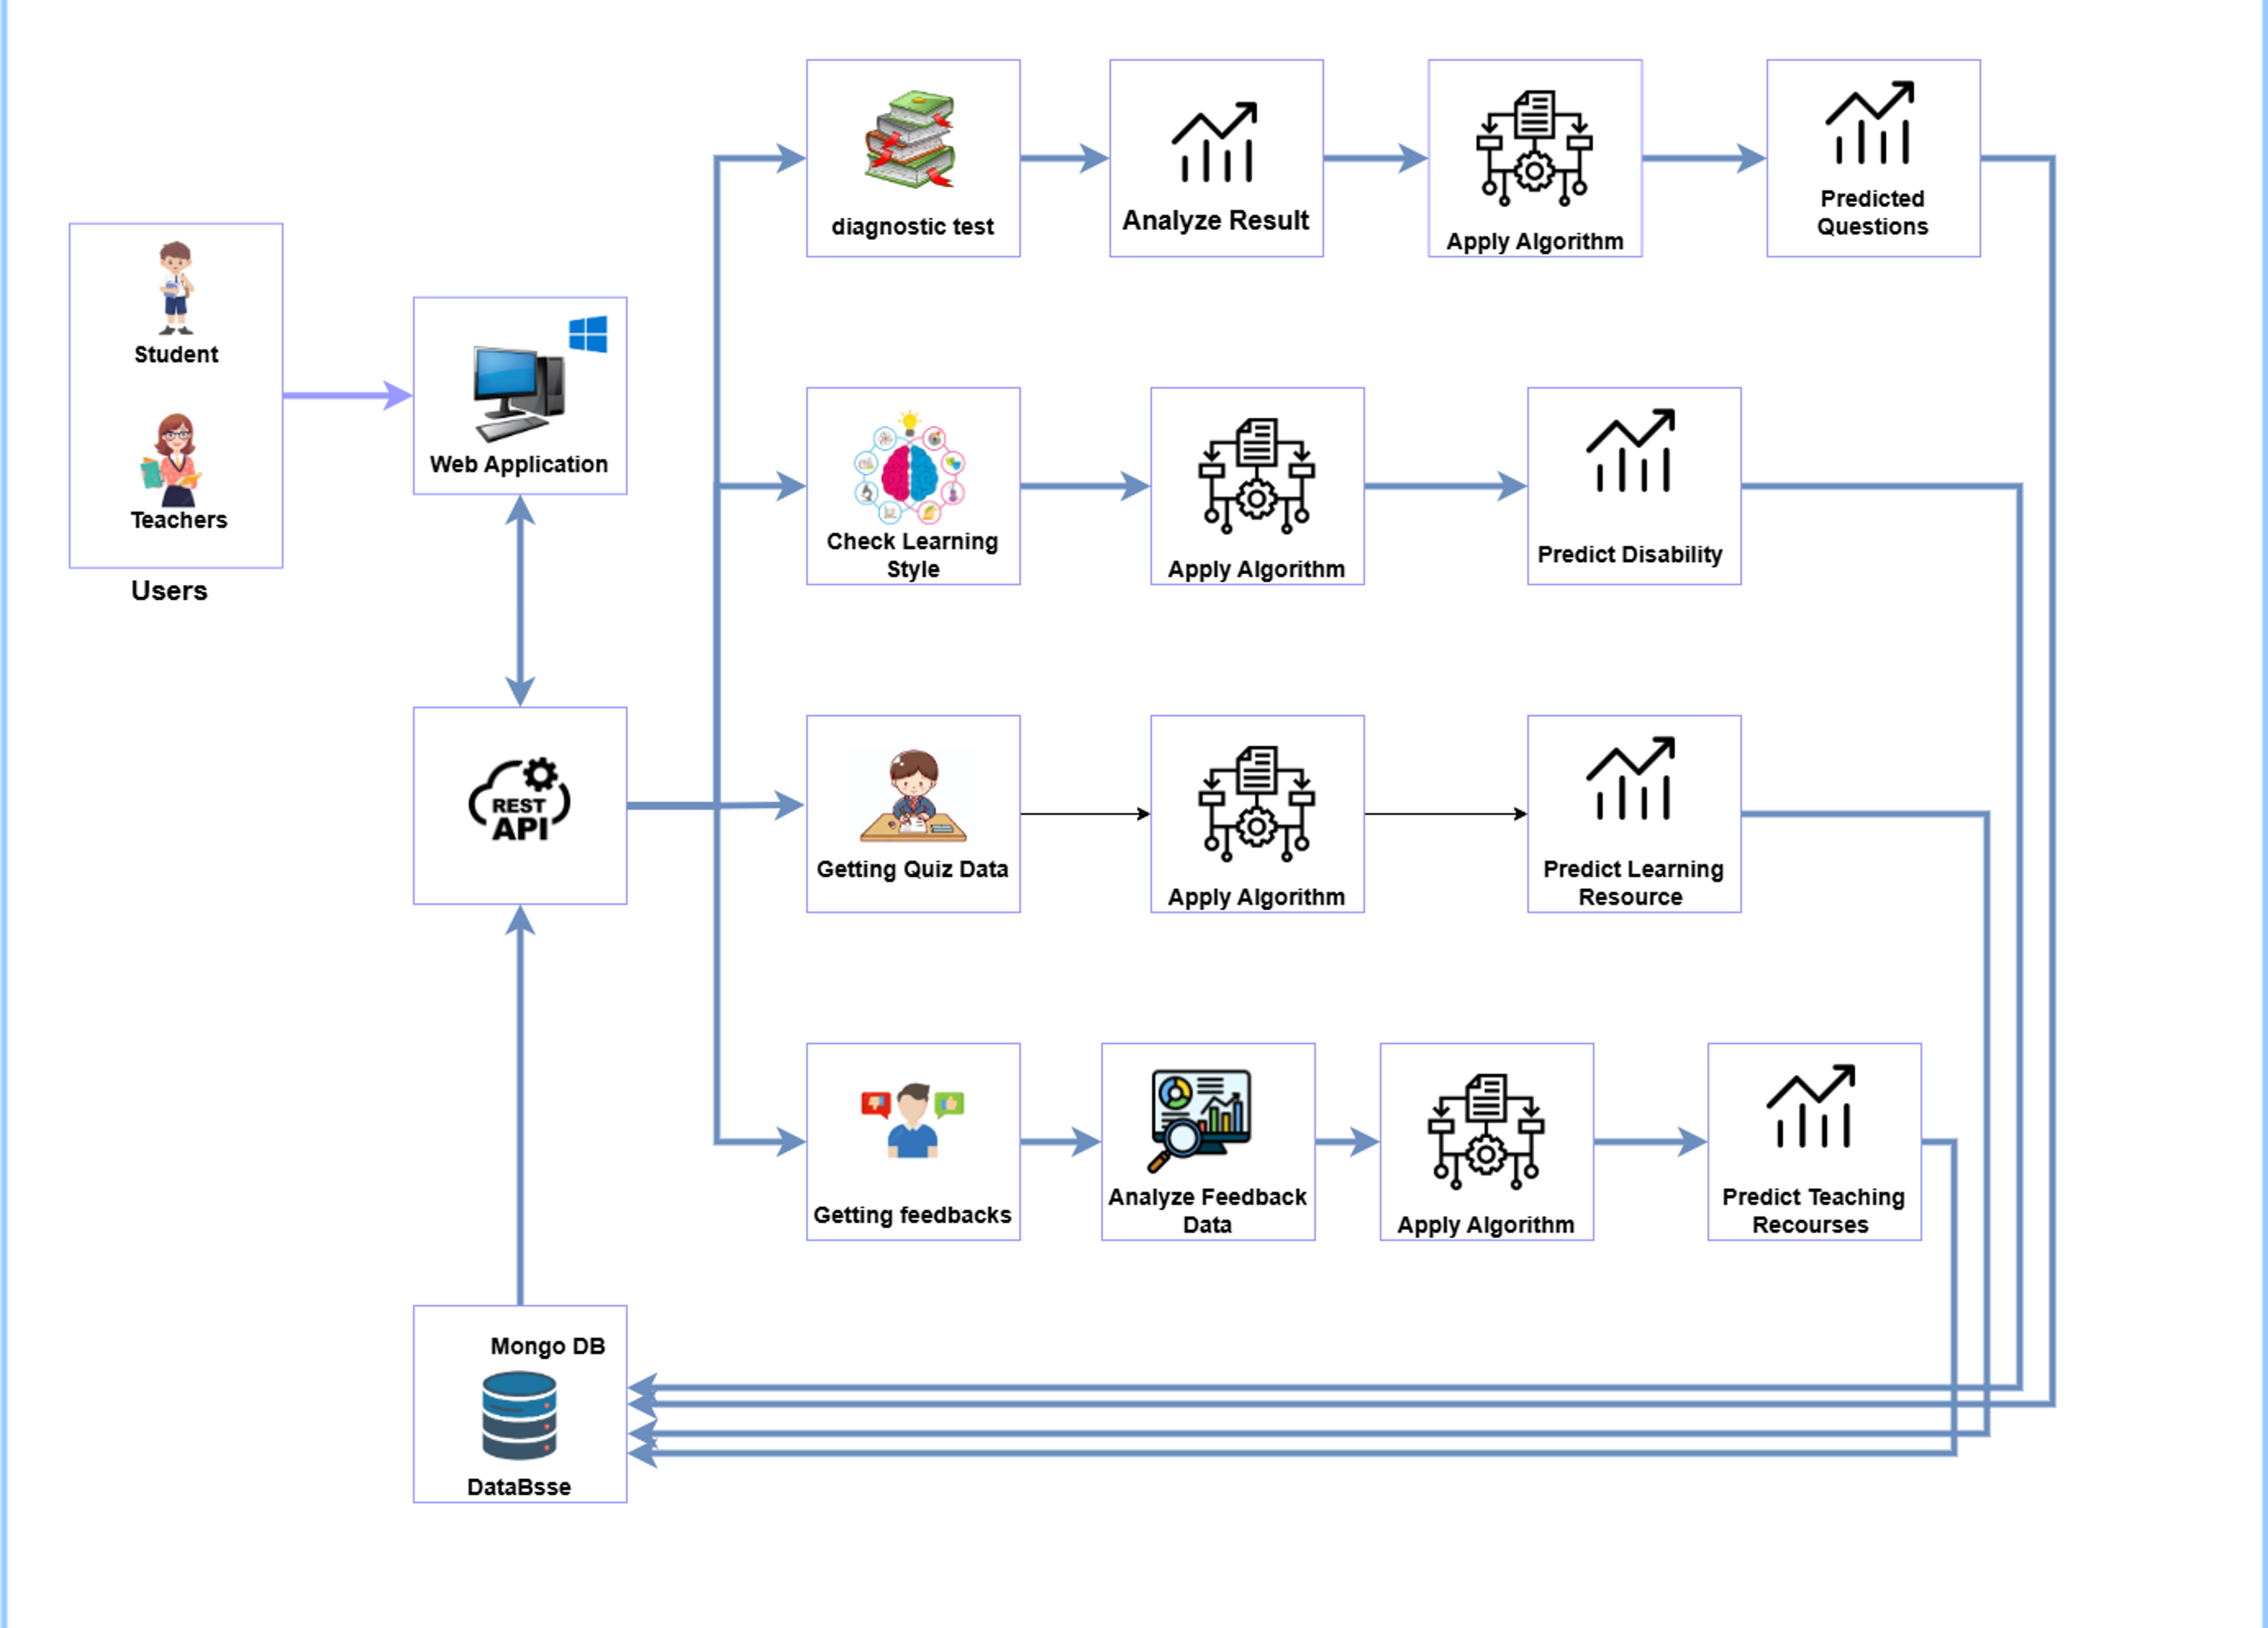 diagnostic test
Analyze Result
Apply Algorithm
Predicted
Questions
Student
Teachers
Users
Web Application
Check Learning
Style
Apply Algorithm
Predict Disability
REST
API
Getting Quiz Data
Apply Algorithm
Predict Learning
Resource
Getting feedbacks
Analyze Feedback
Data
Apply Algorithm
Predict Teaching
Recourses
Mongo DB
DataBsse